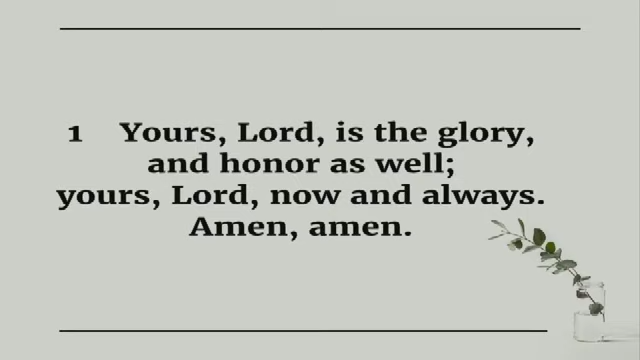 1 Yours, Lord, is the glory,
and honor as well;
yours, Lord, now and always.
Amen, amen.